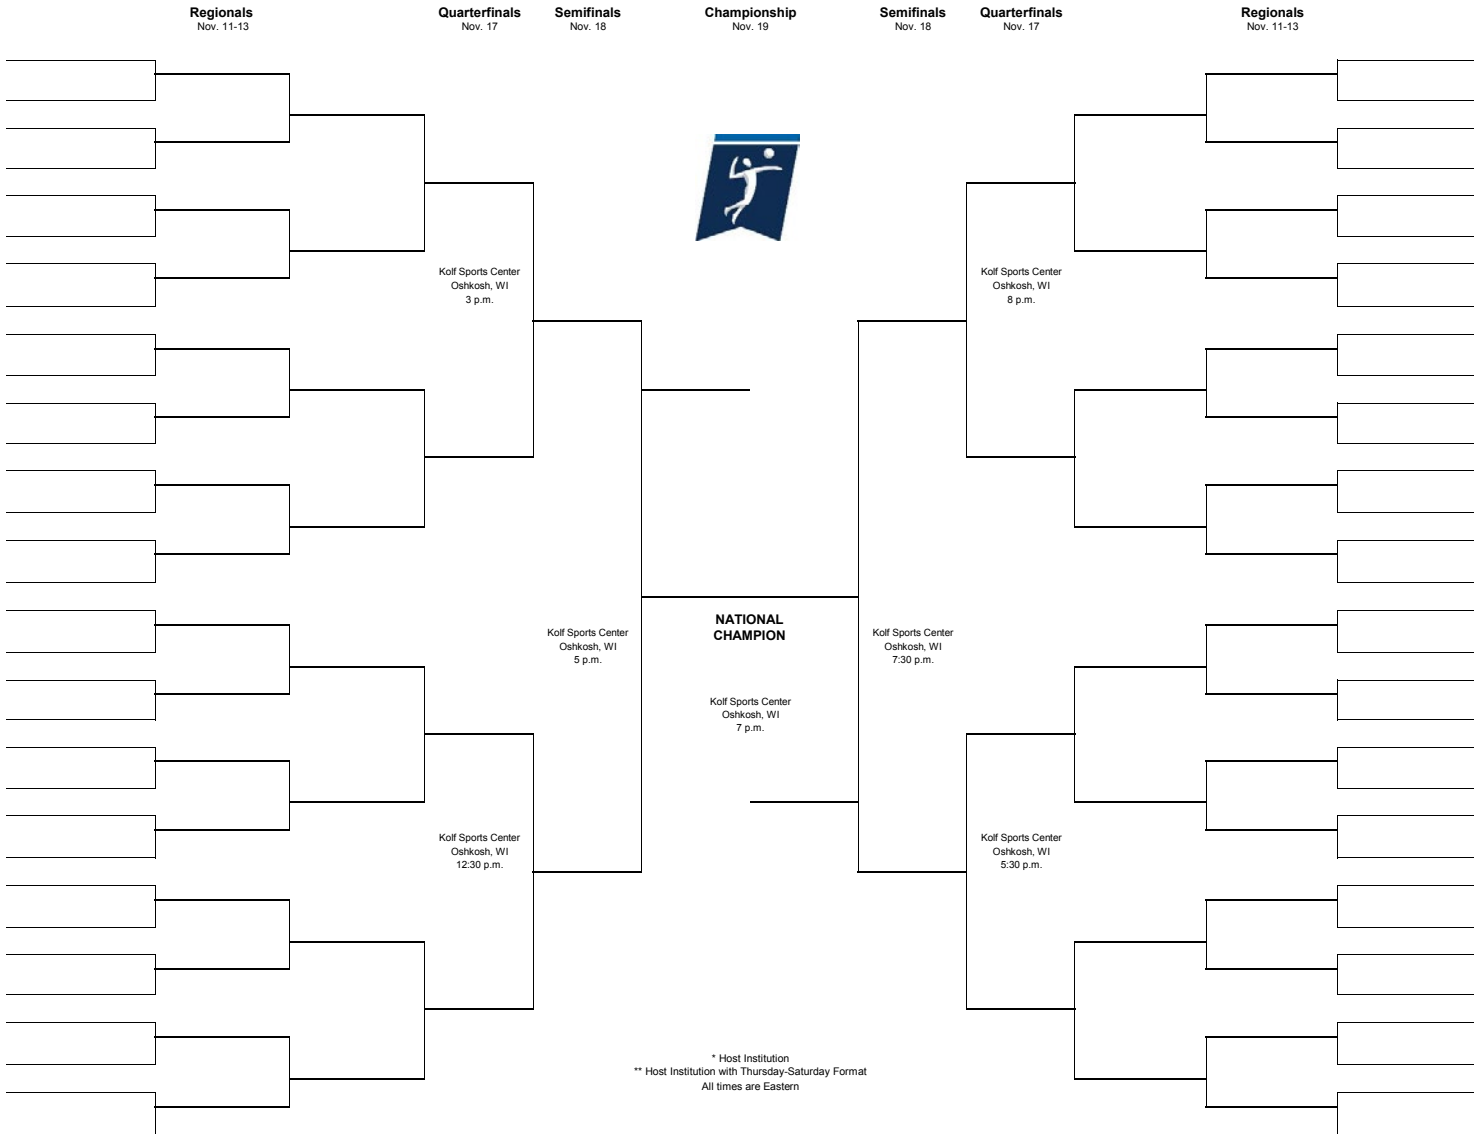 Regionals
Nov. 11-13
Quarterfinals
Nov. 17
Semifinals
Nov. 18
Championship
Nov. 19
Semifinals
Nov. 18
Quarterfinals
Nov. 17
Regionals
Nov. 11-13
Kolf Sports Center
Oshkosh, WI
3 p.m.
Kolf Sports Center
Oshkosh, WI
8 p.m.
NATIONAL
CHAMPION
Kolf Sports Center
Oshkosh, WI
5 p.m.
Kolf Sports Center
Oshkosh, WI
7:30 p.m.
Kolf Sports Center
Oshkosh, WI
7 p.m.
Kolf Sports Center
Oshkosh, WI
12:30 p.m.
Kolf Sports Center
Oshkosh, WI
5:30 p.m.
* Host Institution
** Host Institution with Thursday-Saturday Format
All times are Eastern